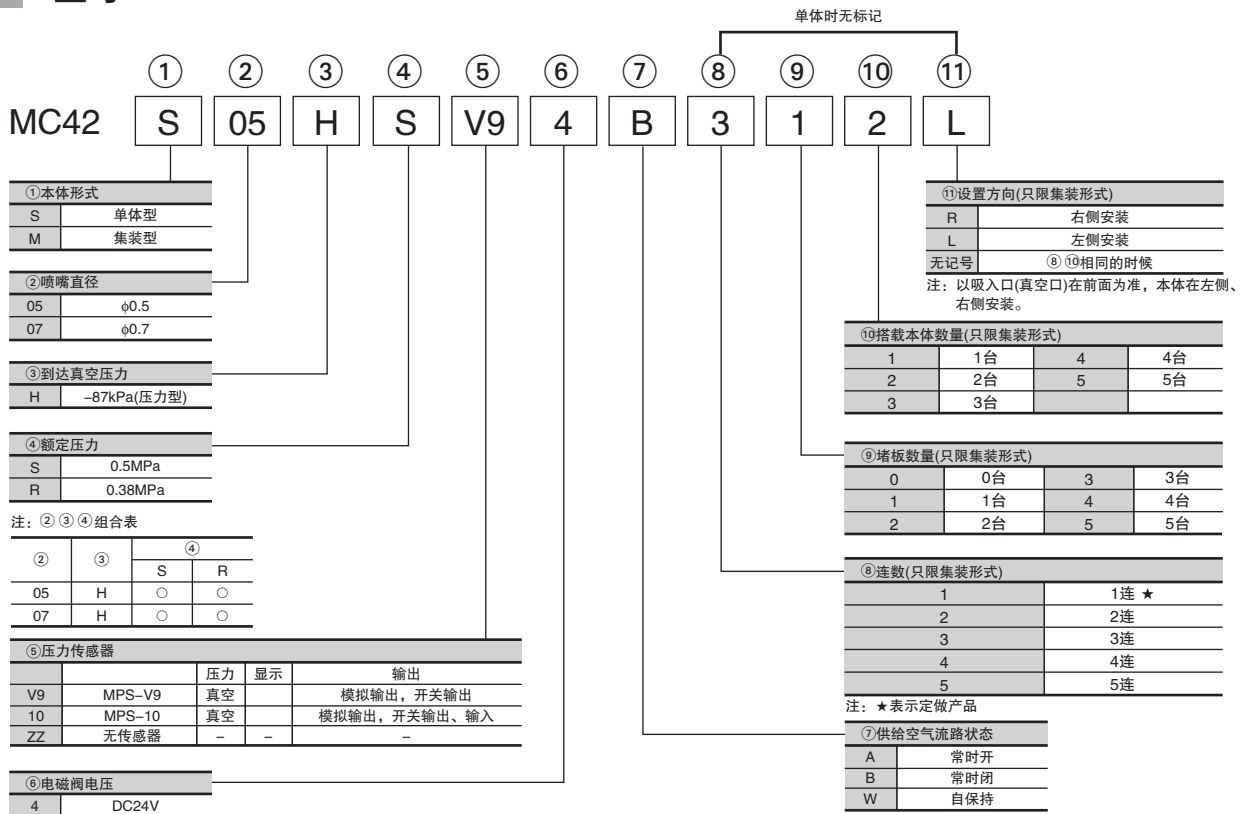 单体时无标记
① ② ③ ④ ⑤ ⑥ ⑦ ⑧ ⑨ ⑩ ⑪
MC42 S 05 H S V9 4 B 3 1 2 L
①本体形式
S 单体型
M 集装型
②喷嘴直径
05 φ0.5
07 φ0.7
③到达真空压力
H –87kPa(压力型)
④额定压力
S 0.5MPa
R 0.38MPa
注：②③④组合表
② ③ ④
S R
05 H ○ ○
07 H ○ ○
⑤压力传感器
压力 显示 输出
V9 MPS–V9 真空 模拟输出，开关输出
10 MPS–10 真空 模拟输出，开关输出、输入
ZZ 无传感器 – – –
⑥电磁阀电压
4 DC24V
⑪设置方向(只限集装形式)
R 右侧安装
L 左侧安装
无记号 ⑧⑩相同的时候
注：以吸入口(真空口)在前面为准，本体在左侧、
右侧安装。
⑩搭载本体数量(只限集装形式)
1 1台 4 4台
2 2台 5 5台
3 3台
⑨堵板数量(只限集装形式)
0 0台 3 3台
1 1台 4 4台
2 2台 5 5台
⑧连数(只限集装形式)
1 1连 ★
2 2连
3 3连
4 4连
5 5连
注：★表示定做产品
⑦供给空气流路状态
A 常时开
B 常时闭
W 自保持